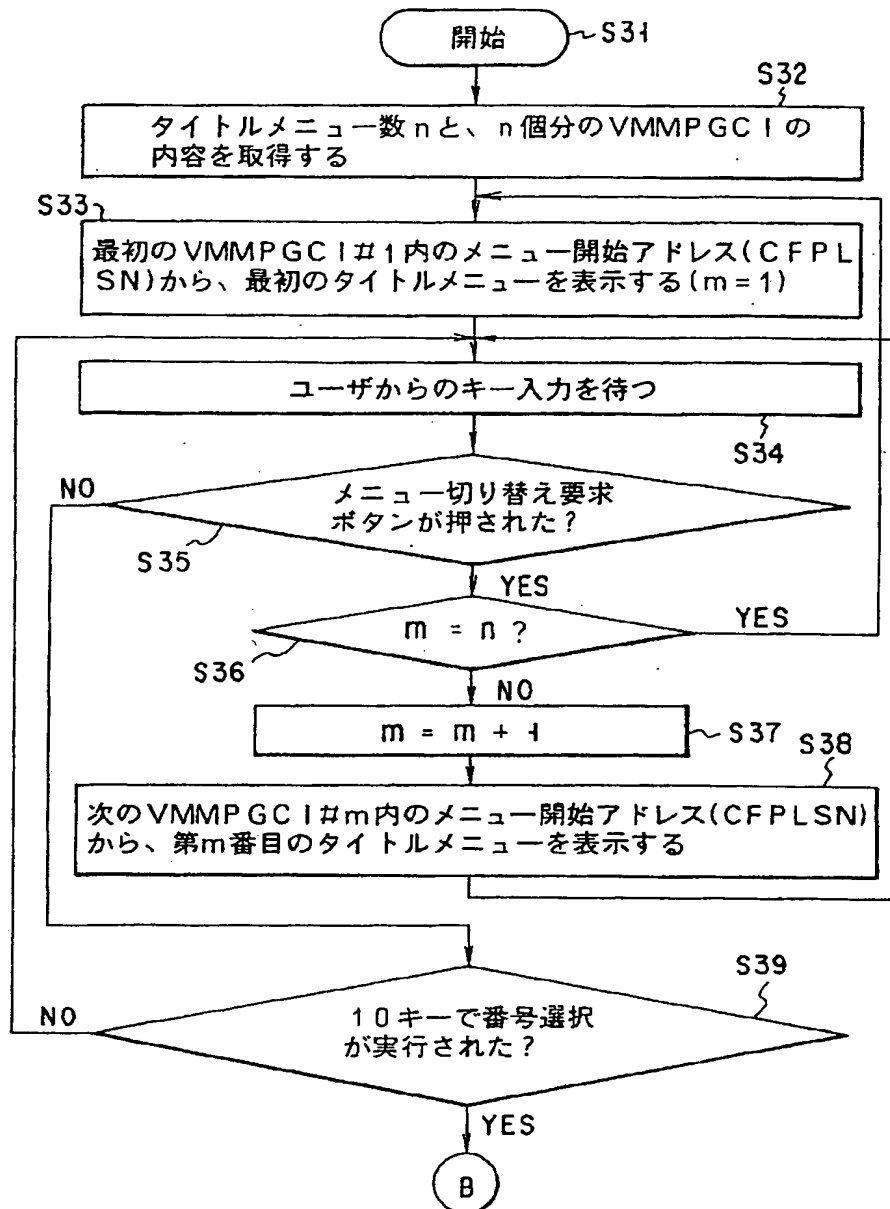 開始
S31
S32
タイトルメニュー数nと、n個分のVMMPGCIの
内容を取得する
S33
最初のVMMPGCI#1内のメニュー開始アドレス(CFPL
SN)から、最初のタイトルメニューを表示する(m=1)
ユーザからのキー入力を待つ
S34
NO
メニュー切り替え要求
ボタンが押された?
S35
YES
m = n ?
YES
S36
NO
m = m + 1
S37
S38
次のVMMPGCI#m内のメニュー開始アドレス(CFPLSN)
から、第m番目のタイトルメニューを表示する
S39
NO
10キーで番号選択
が実行された?
YES
B